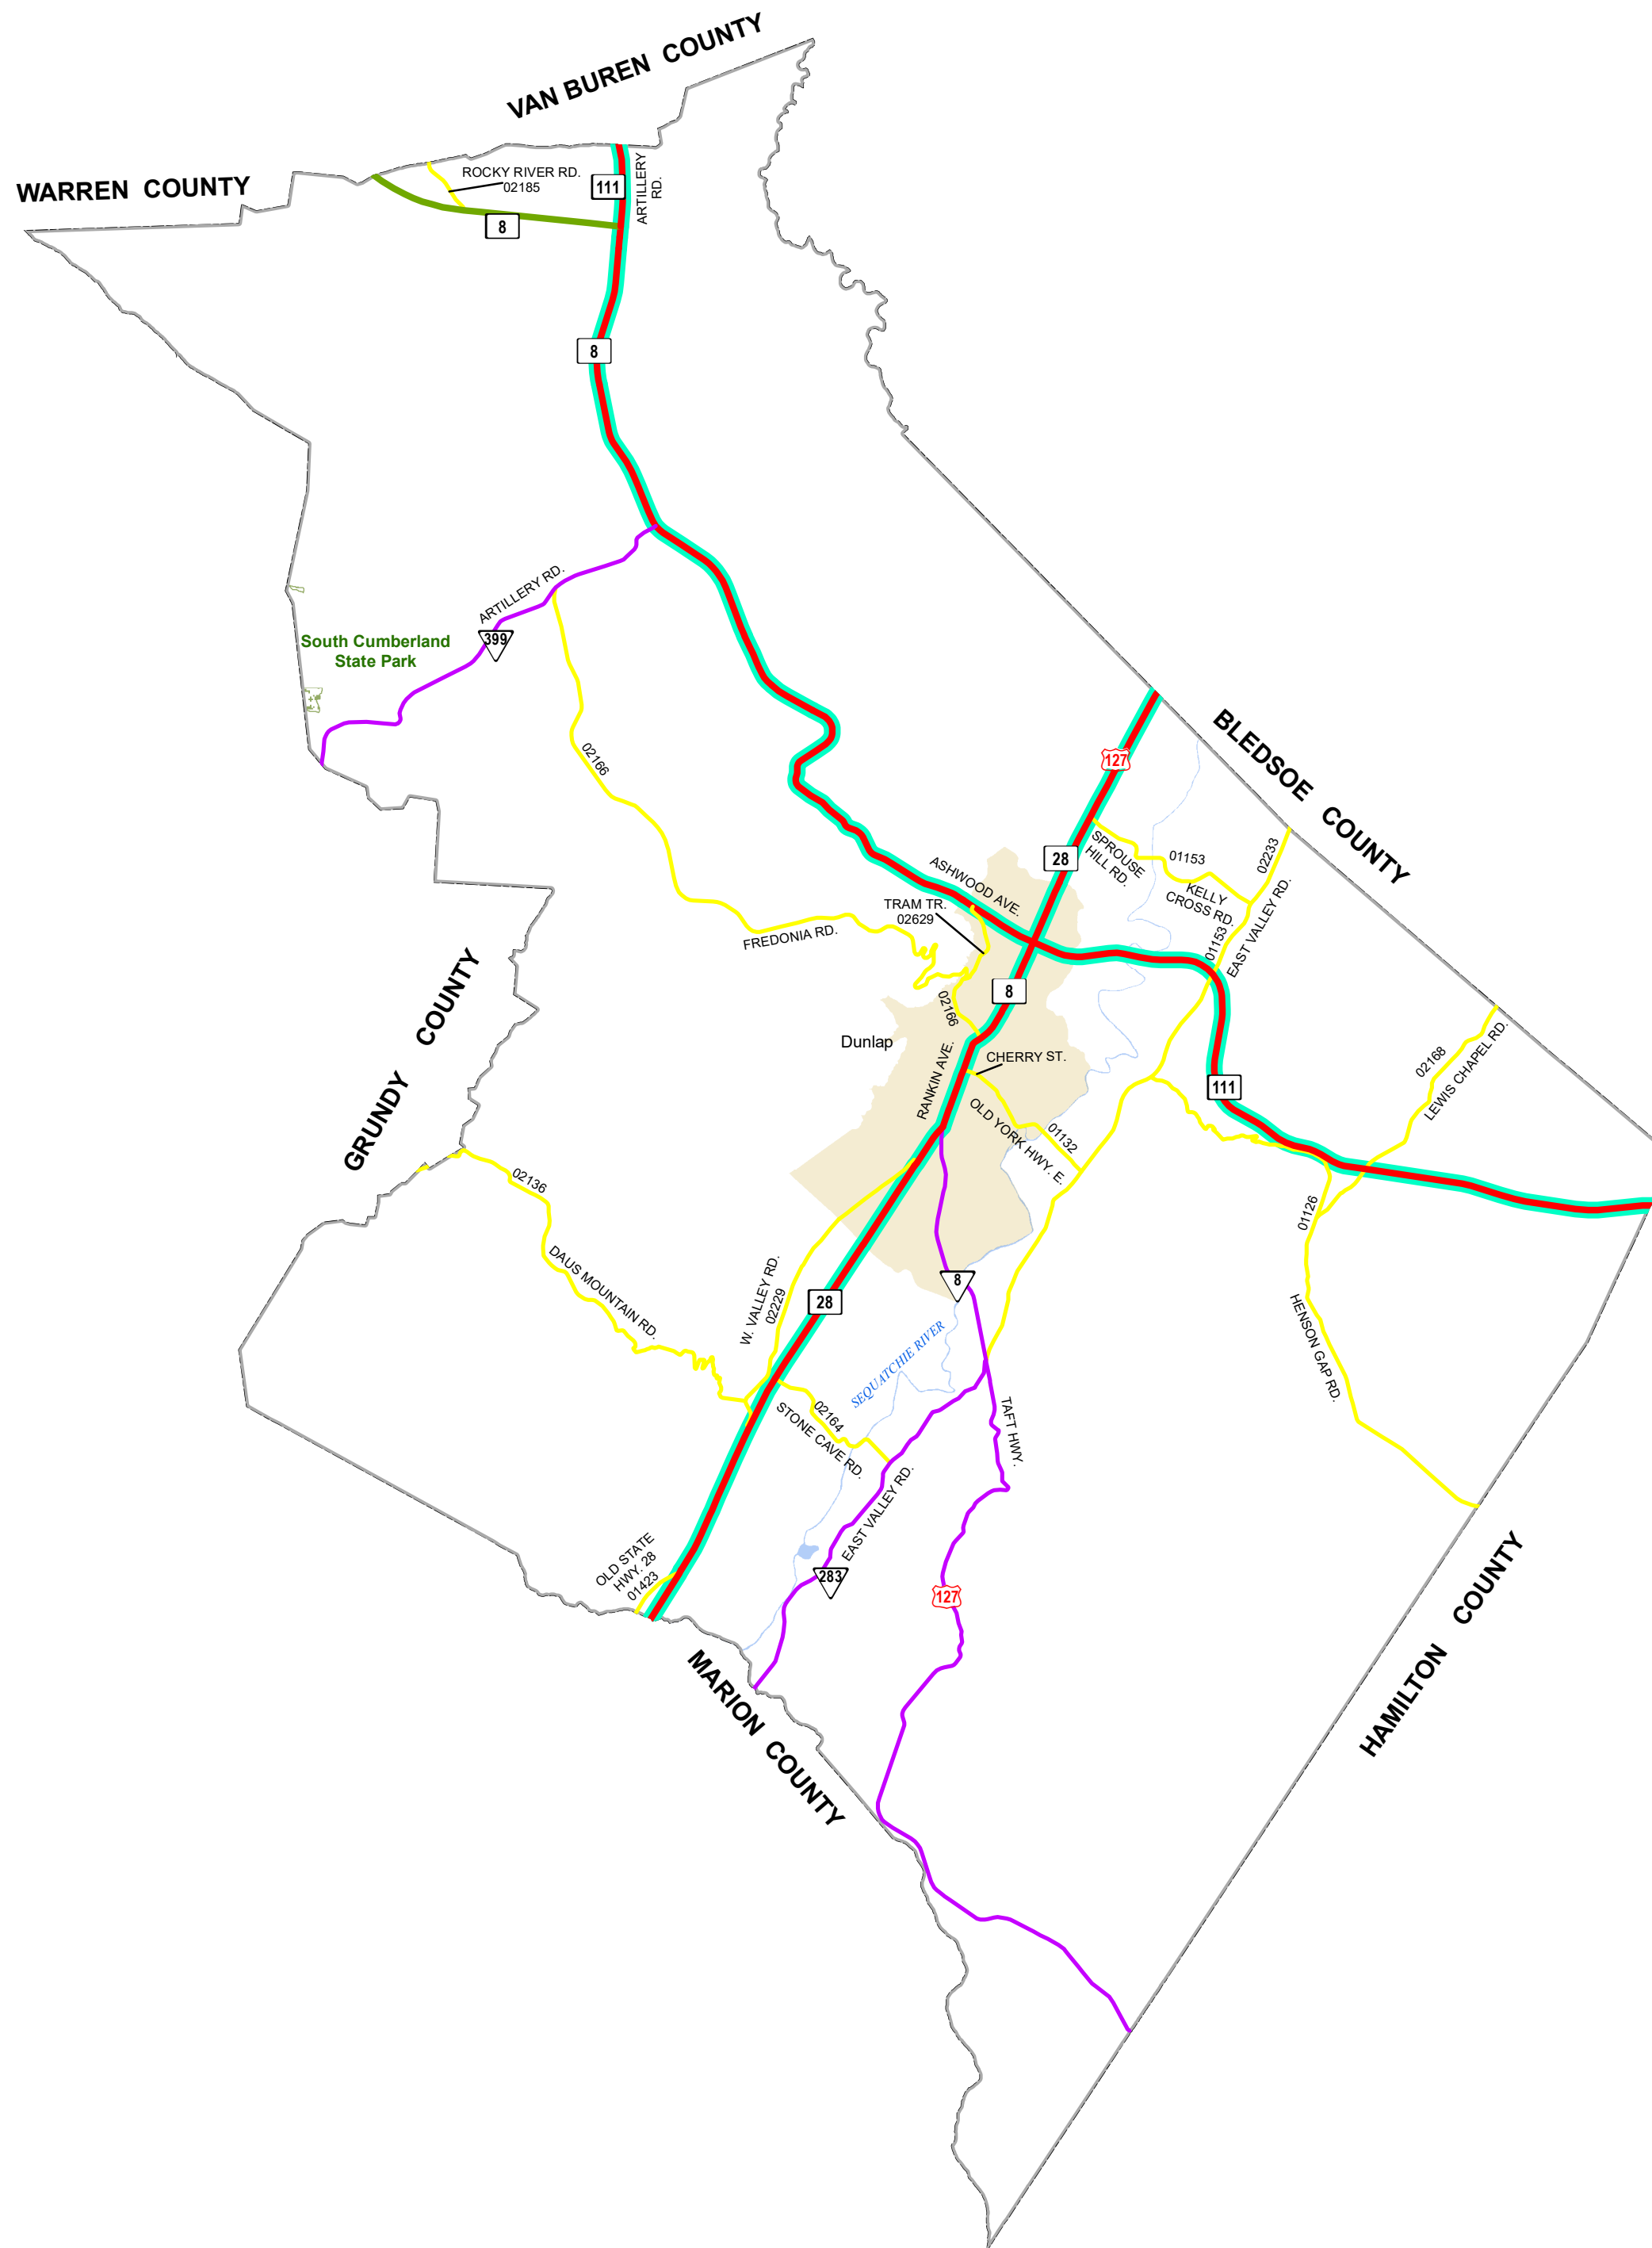 VAN BUREN COUNTY
WARREN COUNTY
ROCKY RIVER RD.
02185
111
ARTILLERY
RD.
8
8
ARTILLERY RD.
399
South Cumberland
State Park
02166
127
BLEDSOE COUNTY
28
SPROUSE
HILL RD.
01153
02233
KELLY
CROSS RD.
ASHWOOD AVE.
TRAM TR.
02629
FREDONIA RD.
01153
EAST VALLEY RD.
8
02166
Dunlap
RANKIN AVE.
CHERRY ST.
111
02168
LEWIS CHAPEL RD.
GRUNDY COUNTY
OLD YORK HWY. E.
01132
02136
01126
DAUS MOUNTAIN RD.
W. VALLEY RD.
02229
28
8
SEQUATCHIE RIVER
HENSON GAP RD.
02164
STONE CAVE RD.
TAFT HWY.
EAST VALLEY RD.
OLD STATE
HWY. 28
01423
283
127
MARION COUNTY
HAMILTON COUNTY